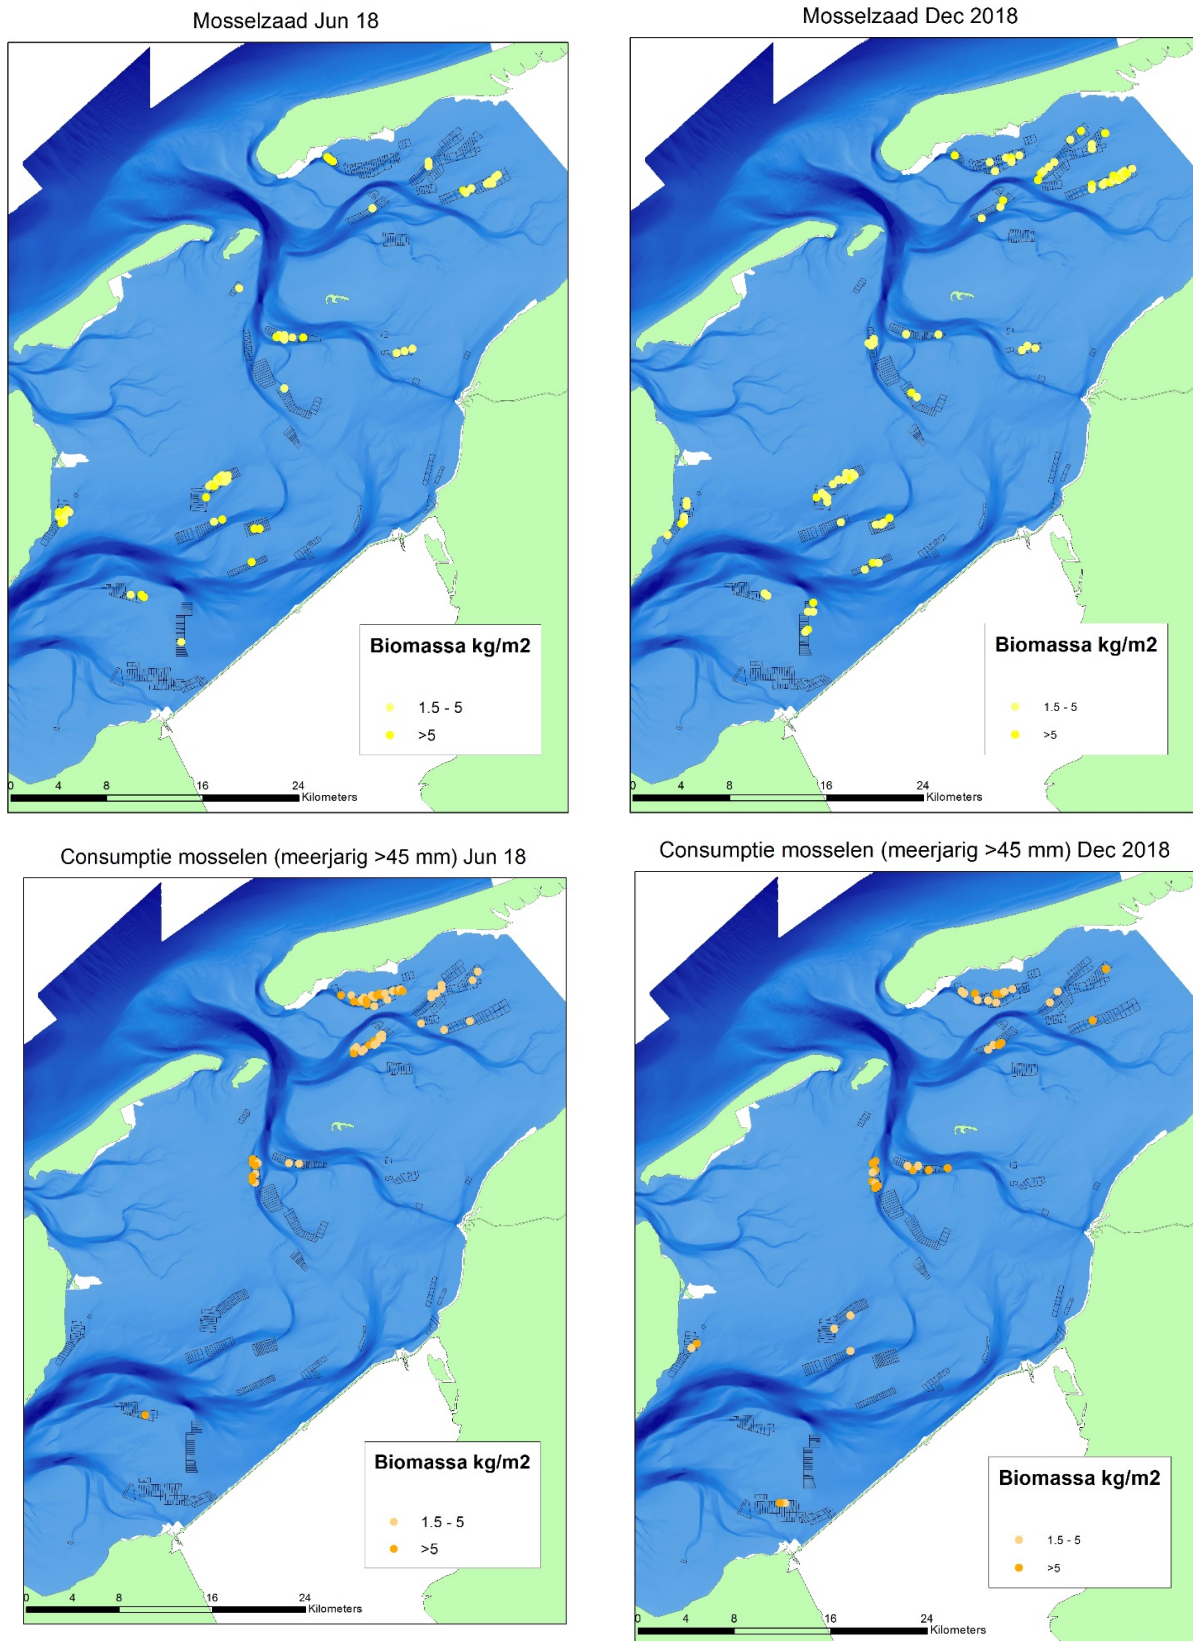 Mosselzaad Jun 18
Biomassa kg/m2
1.5 - 5
>5
0 4 8 16 24
Kilometers
Mosselzaad Dec 2018
Biomassa kg/m2
1.5 - 5
>5
0 4 8 16 24
Kilometers
Consumptie mosselen (meerjarig >45 mm) Jun 18
Biomassa kg/m2
1.5 - 5
>5
0 4 8 16 24
Kilometers
Consumptie mosselen (meerjarig >45 mm) Dec 2018
Biomassa kg/m2
1.5 - 5
>5
0 4 8 16 24
Kilometers